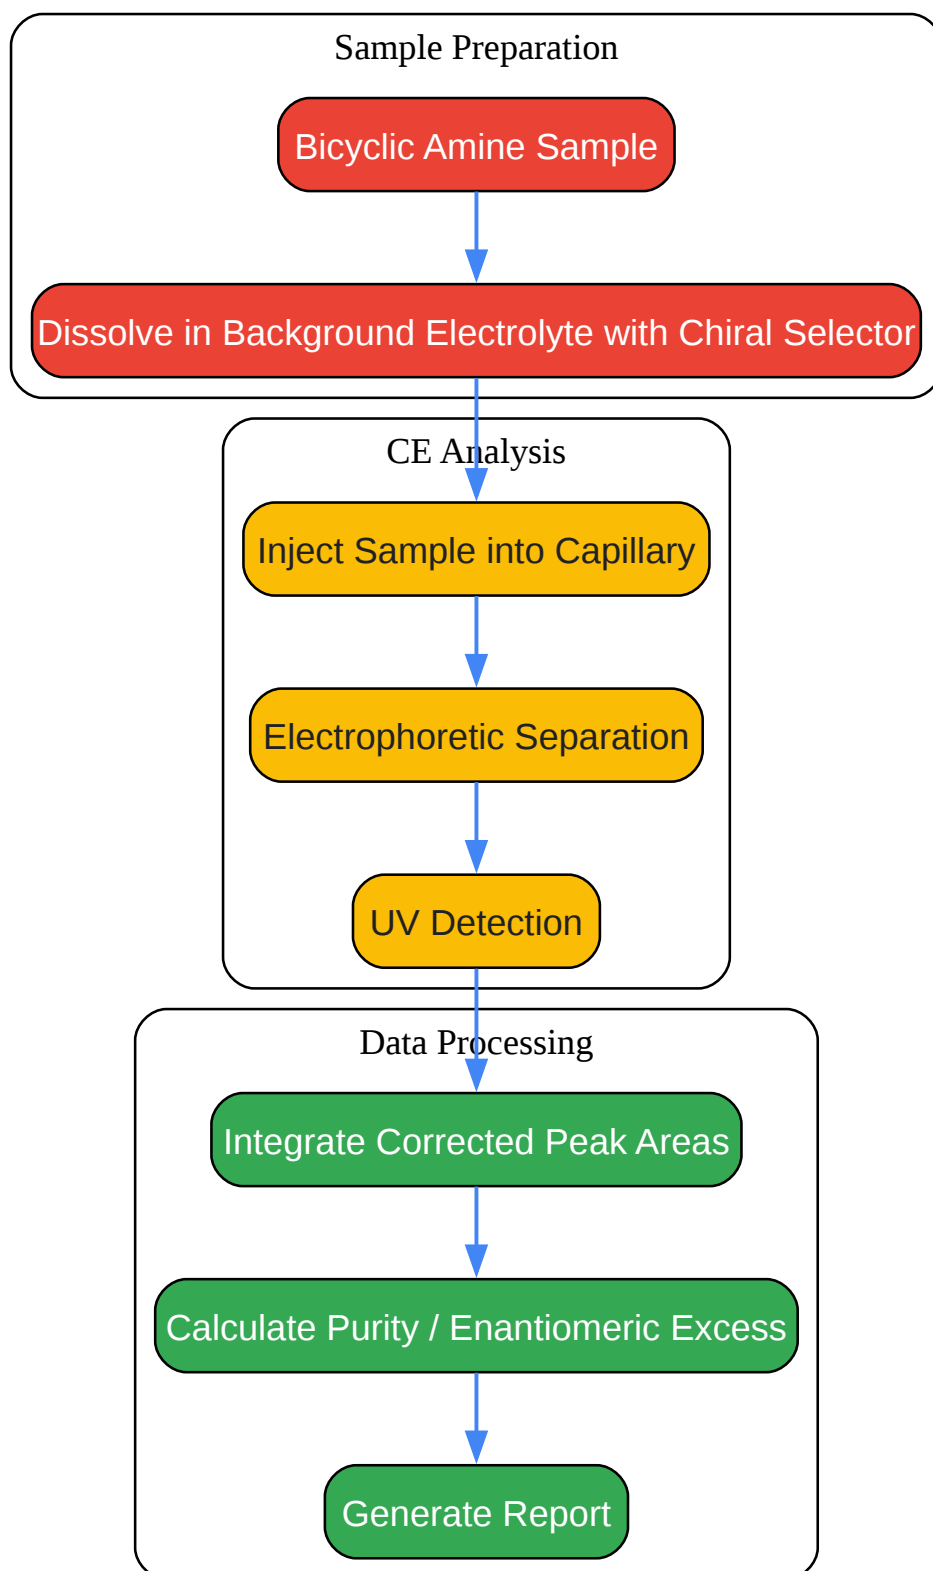 Sample Preparation
Bicyclic Amine Sample
Dissolve in Background Electrolyte with Chiral Selector
CE Analysis
Inject Sample into Capillary
Electrophoretic Separation
UV Detection
Data Processing
Integrate Corrected Peak Areas
Calculate Purity / Enantiomeric Excess
Generate Report